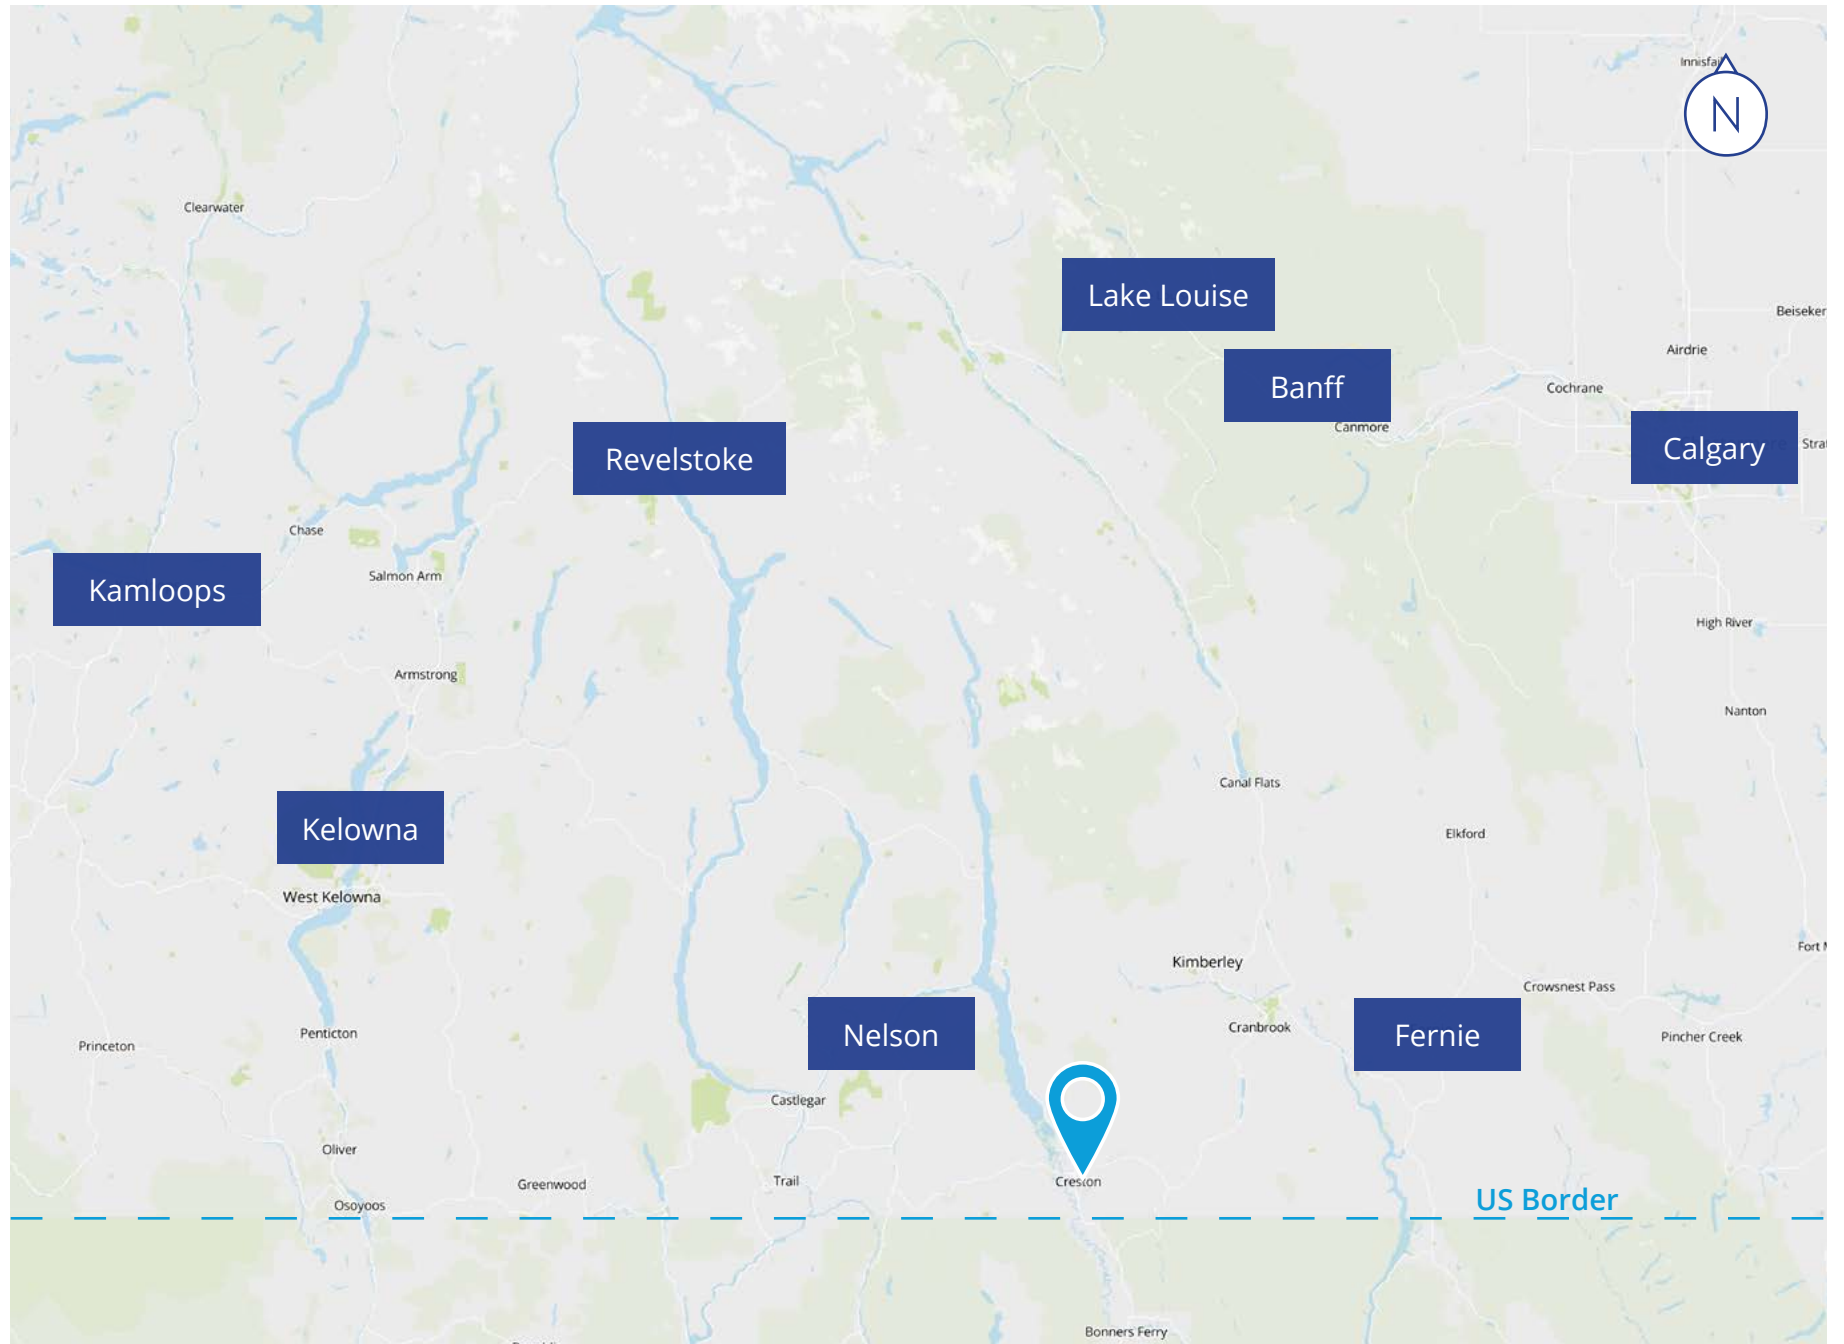 Innisfail
N
Clearwater
Lake Louise
Beiseker
Airdrie
Banff
Cochrane
Canmore
Calgary
Revelstoke
Chase
Salmon Arm
Kamloops
High River
Armstrong
Nanton
Canal Flats
Kelowna
Elkford
West Kelowna
Kimberley
Crowsnest Pass
Nelson
Cranbrook
Fernie
Penticton
Princeton
Pincher Creek
Castlegar
Oliver
Trail
Creston
Greenwood
US Border
Osoyoos
Bonners Ferry